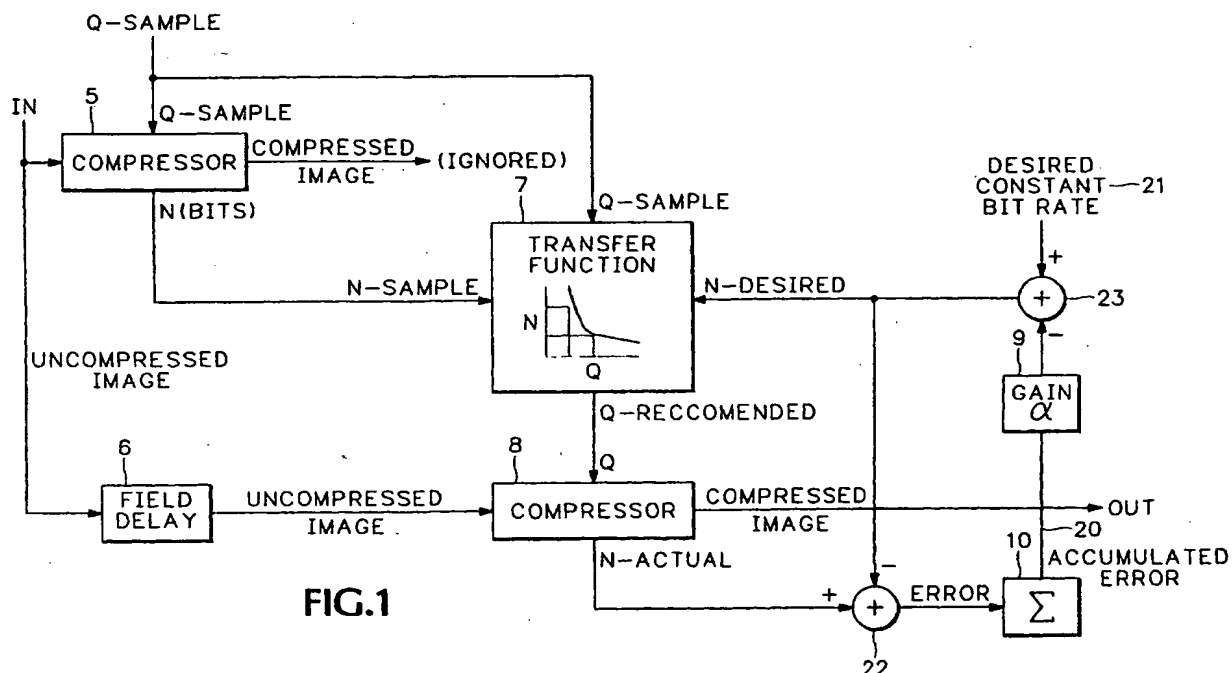 Q-SAMPLE
IN
5
Q-SAMPLE
COMPRESSOR
COMPRESSED
IMAGE
(IGNORED)
N(BITS)
7
Q-SAMPLE
TRANSFER
FUNCTION
N
Q
N-SAMPLE
N-DESIRED
DESIRED
CONSTANT
BIT RATE
21
+
+
23
-
9
GAIN
α
UNCOMPRESSED
IMAGE
Q-RECCOMENDED
Q
6
FIELD
DELAY
UNCOMPRESSED
IMAGE
8
COMPRESSOR
COMPRESSED
IMAGE
OUT
20
N-ACTUAL
-
+
+
22
ERROR
10
Σ
ACCUMULATED
ERROR
FIG.1